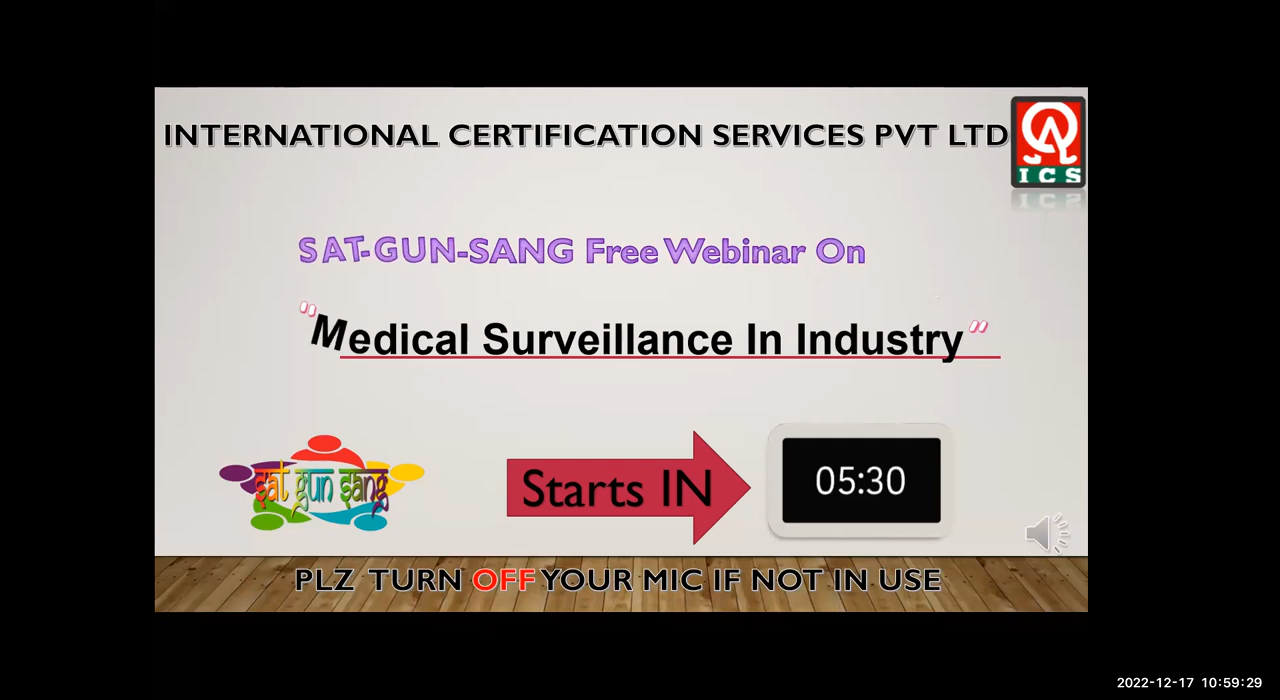 INTERNATIONAL CERTIFICATION SERVICES PVT LTD
ICS
SAT-GUN-SANG Free Webinar On
"Medical Surveillance In Industry"
sat gun sang
Starts IN
05:30
PLZ TURN OFF YOUR MIC IF NOT IN USE
2022-12-17 10:59:29